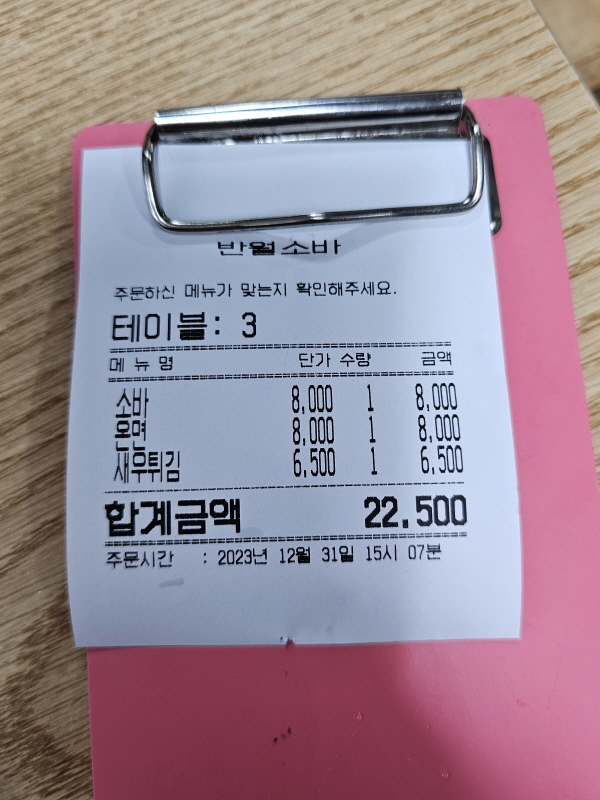 반월소바
주문하신 메뉴가 맞는지 확인해주세요.
테이블: 3
메 뉴 명 단가 수량 금액
소바 8,000 1 8,000
온면 8,000 1 8,000
새우튀김 6,500 1 6,500
합계금액 22,500
주문시간 : 2023년 12월 31일 15시 07분